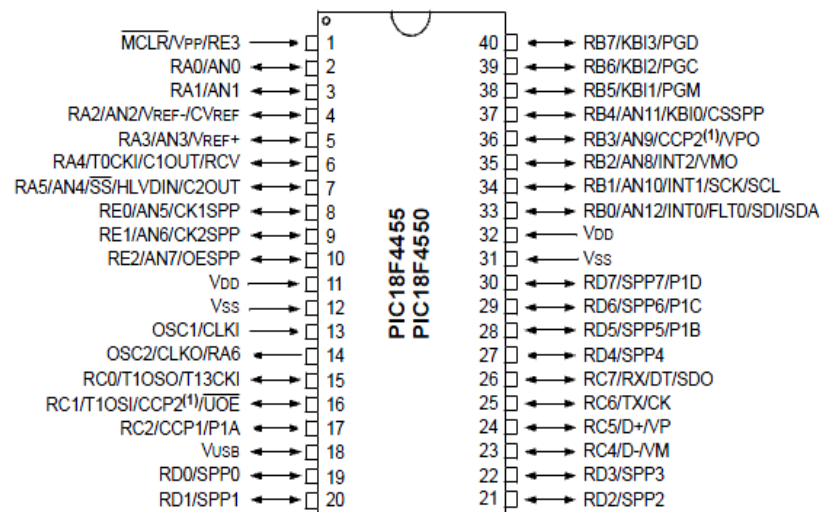 MCLR/VPP/RE3 1 40 RB7/KBI3/PGD
RA0/AN0 2 39 RB6/KBI2/PGC
RA1/AN1 3 38 RB5/KBI1/PGM
RA2/AN2/VREF-/CVREF 4 37 RB4/AN11/KBI0/CSSPP
RA3/AN3/VREF+ 5 36 RB3/AN9/CCP2(1)/VPO
RA4/T0CKI/C1OUT/RCV 6 35 RB2/AN8/INT2/VMO
RA5/AN4/SS/HLVDIN/C2OUT 7 34 RB1/AN10/INT1/SCK/SCL
RE0/AN5/CK1SPP 8 33 RB0/AN12/INT0/FLT0/SDI/SDA
RE1/AN6/CK2SPP 9 32 VDD
RE2/AN7/OESPP 10 31 VSS
VDD 11 30 RD7/SPP7/P1D
VSS 12 29 RD6/SPP6/P1C
OSC1/CLKI 13 28 RD5/SPP5/P1B
OSC2/CLKO/RA6 14 27 RD4/SPP4
RC0/T1OSO/T13CKI 15 26 RC7/RX/DT/SDO
RC1/T1OSI/CCP2(1)/UOE 16 25 RC6/TX/CK
RC2/CCP1/P1A 17 24 RC5/D+/VP
VUSB 18 23 RC4/D-/VM
RD0/SPP0 19 22 RD3/SPP3
RD1/SPP1 20 21 RD2/SPP2
PIC18F4455
PIC18F4550